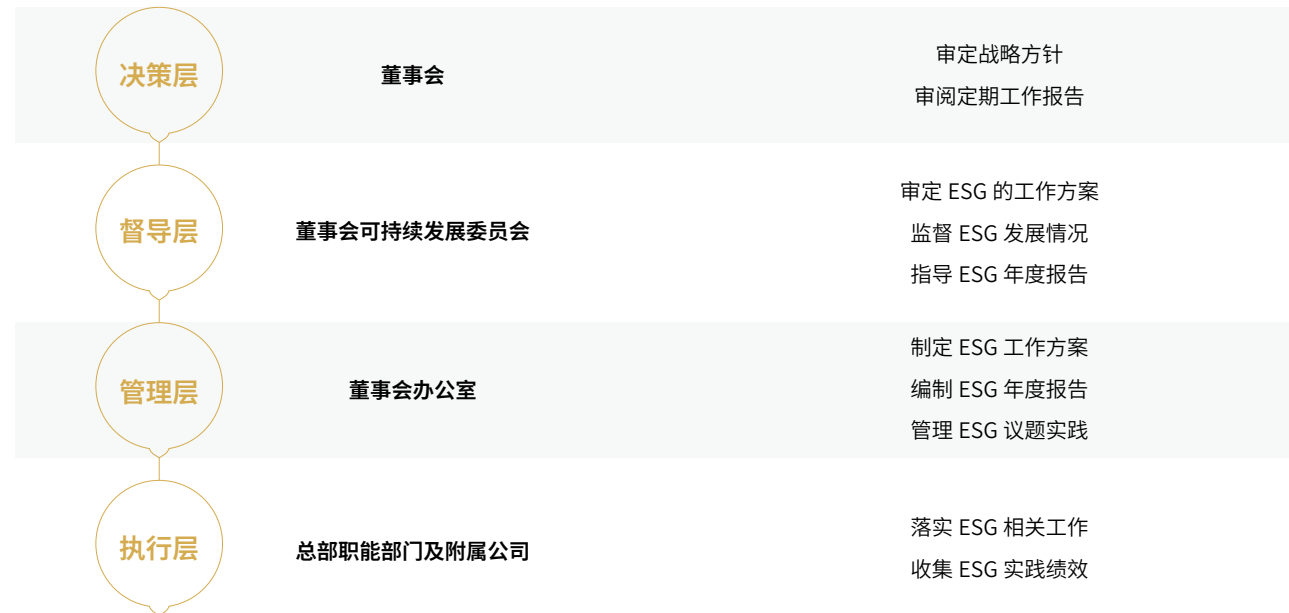 决策层
董事会
审定战略方针
审阅定期工作报告
督导层
董事会可持续发展委员会
审定 ESG 的工作方案
监督 ESG 发展情况
指导 ESG 年度报告
管理层
董事会办公室
制定 ESG 工作方案
编制 ESG 年度报告
管理 ESG 议题实践
执行层
总部职能部门及附属公司
落实 ESG 相关工作
收集 ESG 实践绩效